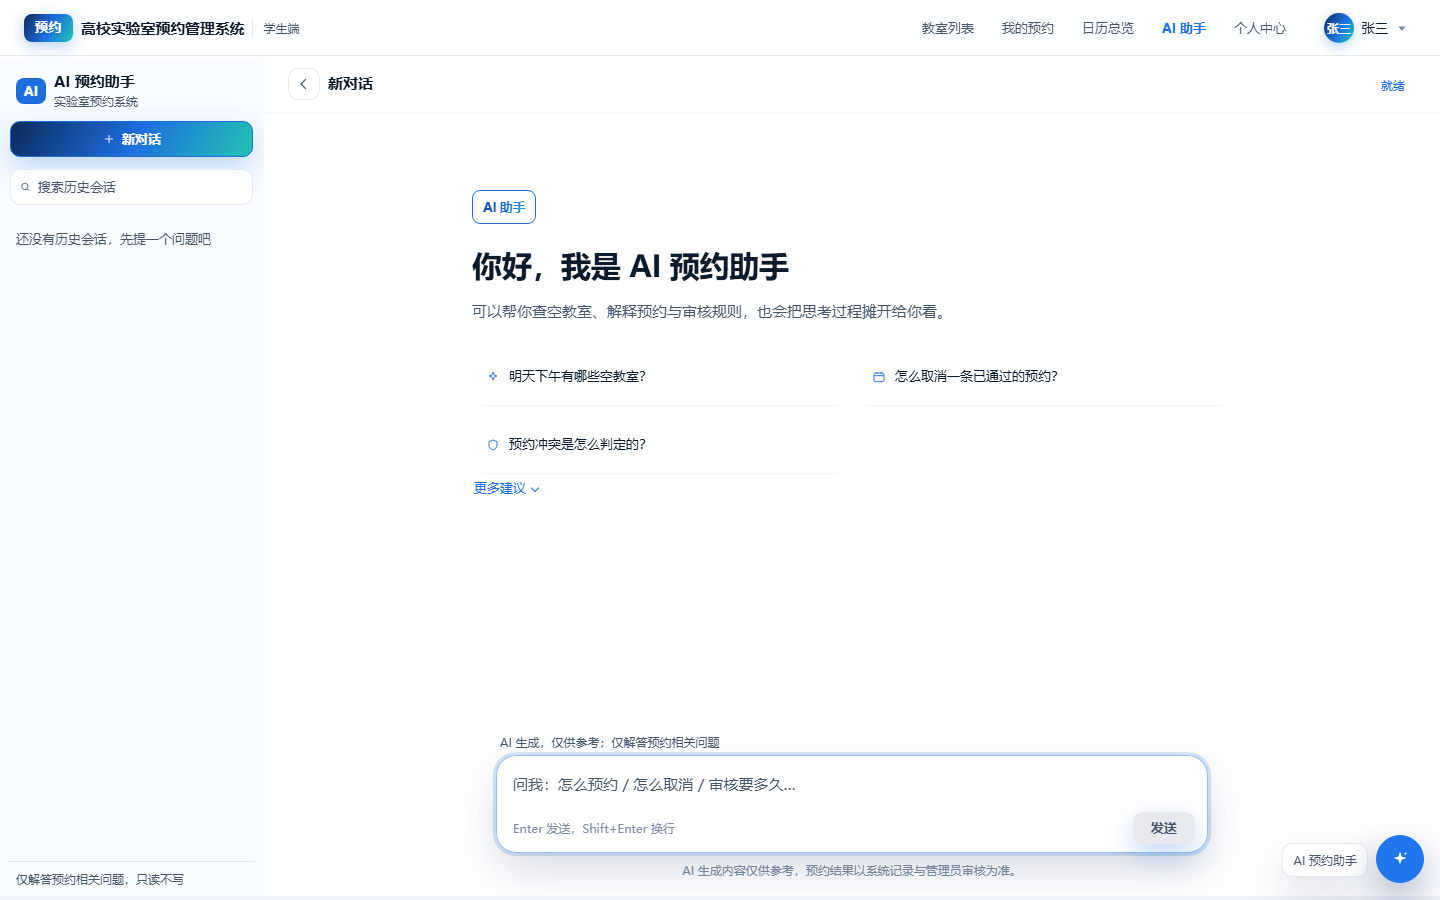 预约 高校实验室预约管理系统 学生端 教室列表 我的预约 日历总览 AI 助手 个人中心 张三 张三
AI AI 预约助手
实验室预约系统
+ 新对话
搜索历史会话
还没有历史会话，先提一个问题吧
仅解答预约相关问题，只读不写
新对话 就绪
AI 助手
你好，我是 AI 预约助手
可以帮你查空教室、解释预约与审核规则，也会把思考过程摊开给你看。
明天下午有哪些空教室？
怎么取消一条已通过的预约？
预约冲突是怎么判定的？
更多建议
AI 生成，仅供参考；仅解答预约相关问题
问我：怎么预约 / 怎么取消 / 审核要多久...
Enter 发送，Shift+Enter 换行 发送
AI 生成内容仅供参考，预约结果以系统记录与管理员审核为准。
AI 预约助手